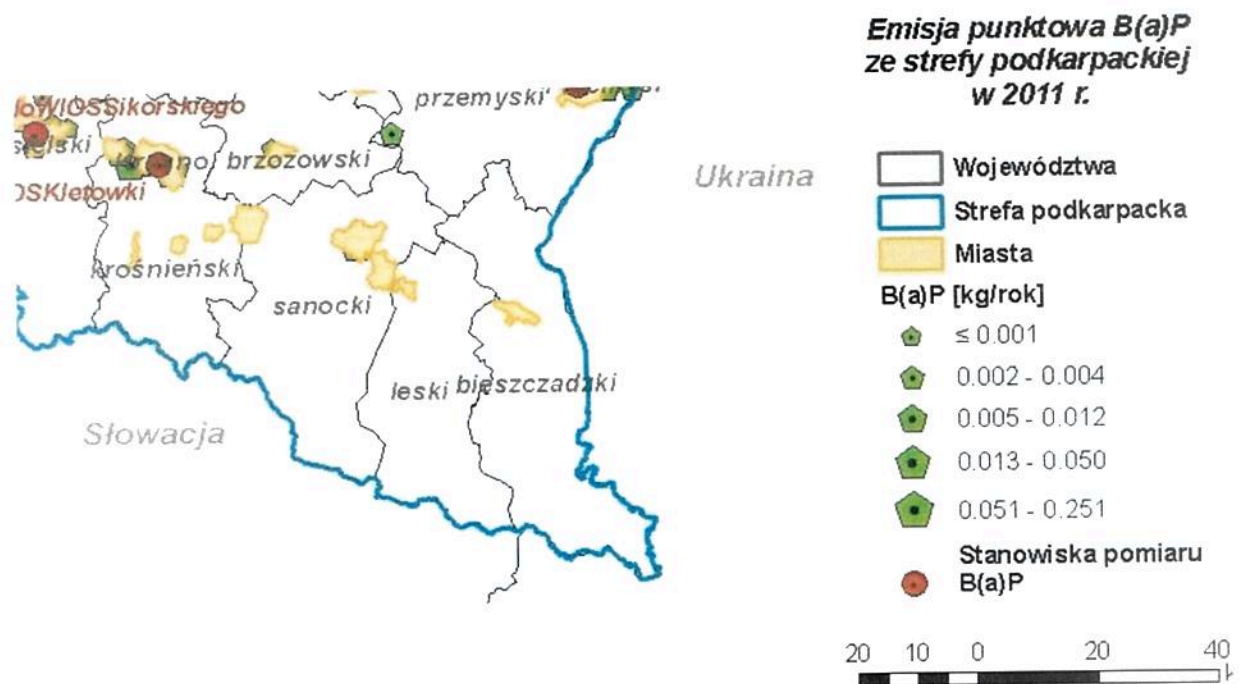 Emisja punktowa B(a)P
ze strefy podkarpackiej
w 2011 r.
przemyski
WIOSSikorskiego
brzozowski
Ukraina
krośnieński
sanocki
leski
bieszczadzki
Słowacja
Województwa
Strefa podkarpacka
Miasta
B(a)P [kg/rok]
≤ 0.001
0.002 - 0.004
0.005 - 0.012
0.013 - 0.050
0.051 - 0.251
Stanowiska pomiaru
B(a)P
20 10 0 20 40